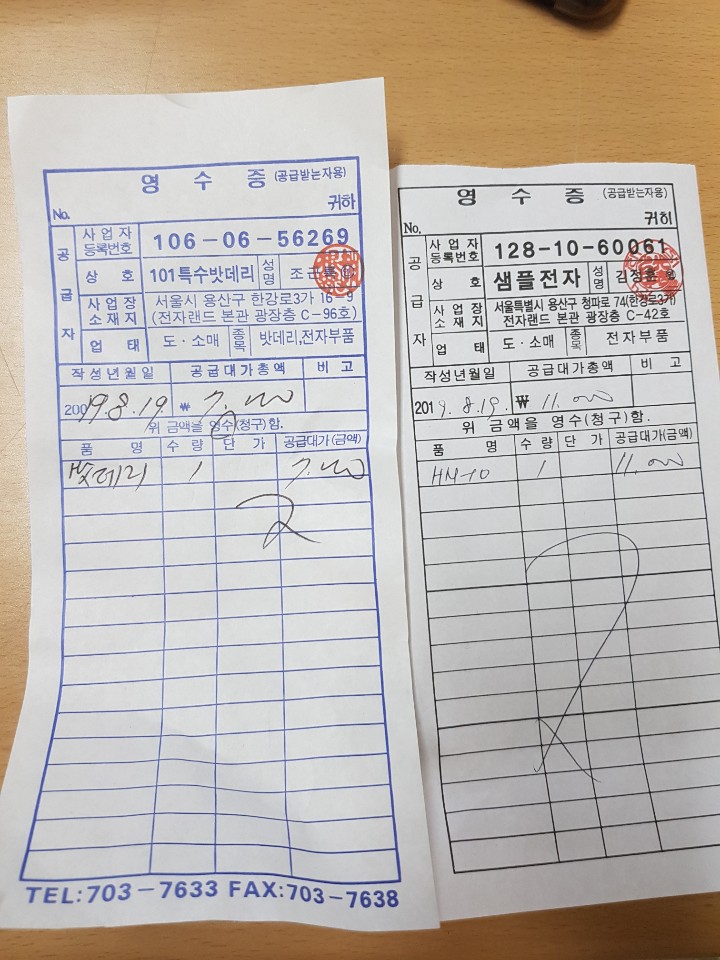 영 수 증 (공급받는자용)
No. 귀하
공급자
사업자등록번호 106-06-56269
상호 101특수밧데리 성명 조
사업장소재지 서울시 용산구 한강로3가 16-9
(전자랜드 본관 광장층 C-96호)
업태 도·소매 종목 밧데리,전자부품
작성년월일 공급대가총액 비고
2009.8.19. ₩ 7,000
위 금액을 영수(청구)함.
품명 수량 단가 공급대가(금액)
밧데리 1 7,000
TEL:703-7633 FAX:703-7638
영 수 증 (공급받는자용)
No. 귀하
공급자
사업자등록번호 128-10-60061
상호 샘플전자 성명 김정
사업장소재지 서울특별시 용산구 청파로 74(한강로3가)
전자랜드 본관 광장층 C-42호
업태 도·소매 종목 전자부품
작성년월일 공급대가총액 비고
2019.8.19. ₩ 11,000
위 금액을 영수(청구)함.
품명 수량 단가 공급대가(금액)
HM-10 1 11,000